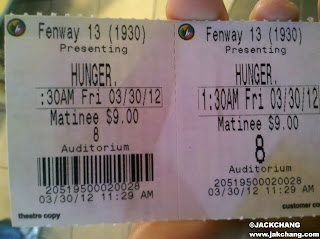 Fenway 13 (1930)
Presenting
HUNGER.
:30AM Fri 03/30/12
Matinee $9.00
8
Auditorium
20519500020028
03/30/12 11:29 AM
theatre copy
Fenway 13 (1930)
Presenting
HUNGER.
1:30AM Fri 03/30/12
Matinee $9.00
8
Auditorium
20519500020028
03/30/12 11:29 AM
customer co
©JACKCHANG
www.jakchang.com